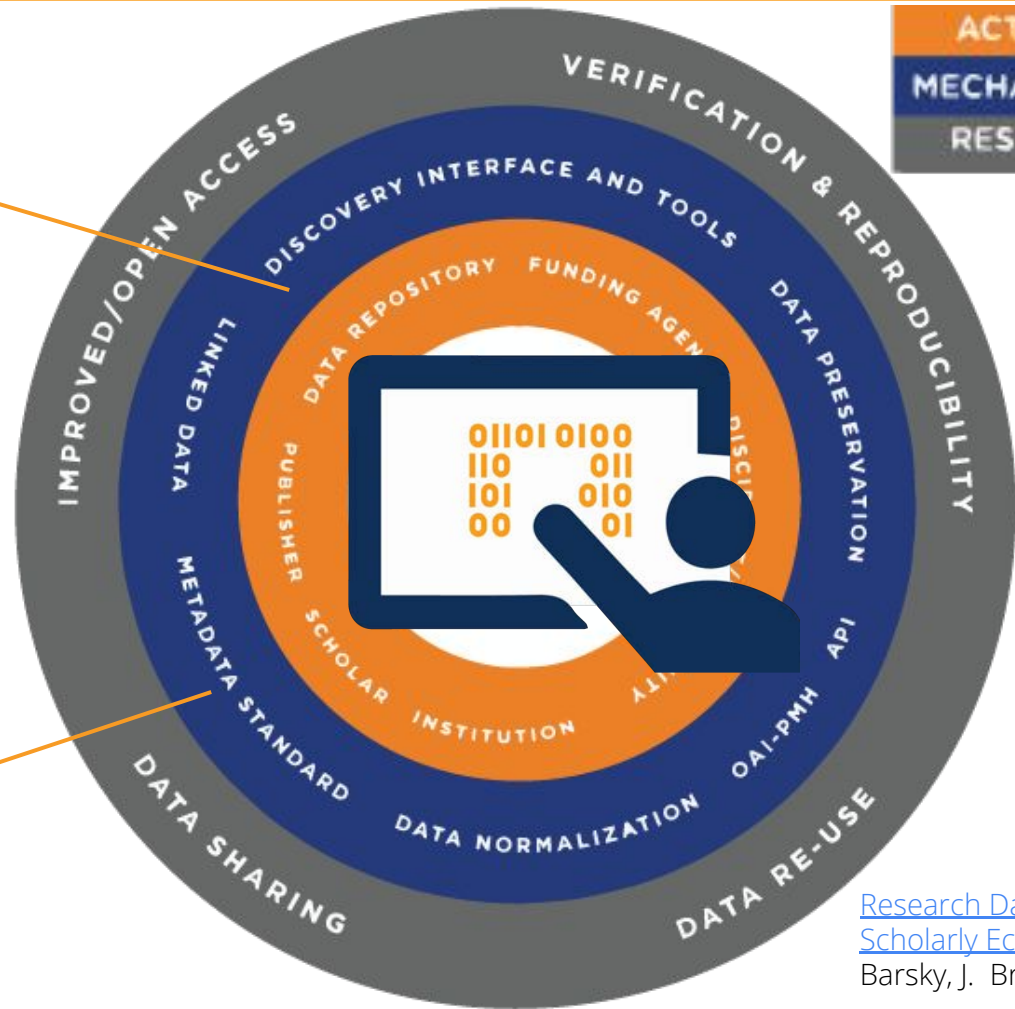 ACT
MECHA
RES
VERIFICATION & REPRODUCIBILITY
IMPROVED/OPEN ACCESS
DATA SHARING
DATA RE-USE
DISCOVERY INTERFACE AND TOOLS
DATA PRESERVATION
API
OAI-PMH
DATA NORMALIZATION
METADATA STANDARD
LINKED DATA
DATA REPOSITORY
FUNDING AGEN
DISCI
ITY
INSTITUTION
SCHOLAR
PUBLISHER
01101 0100
110 011
101 010
00 01
Research Da
Scholarly Ec
Barsky, J. Br